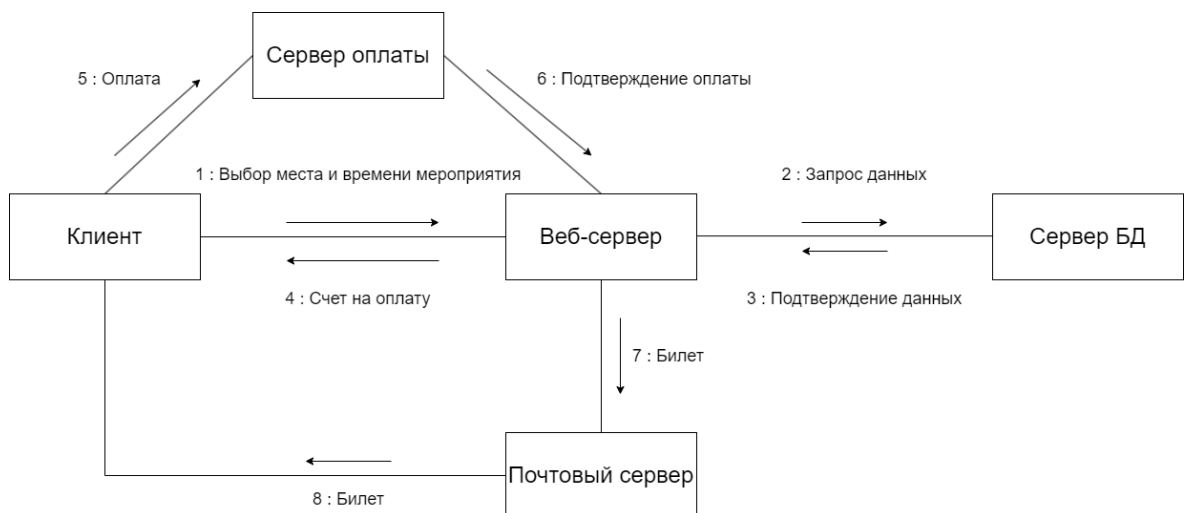 Сервер оплаты
5 : Оплата
6 : Подтверждение оплаты
1 : Выбор места и времени мероприятия
2 : Запрос данных
Клиент
Веб-сервер
Сервер БД
4 : Счет на оплату
3 : Подтверждение данных
7 : Билет
Почтовый сервер
8 : Билет